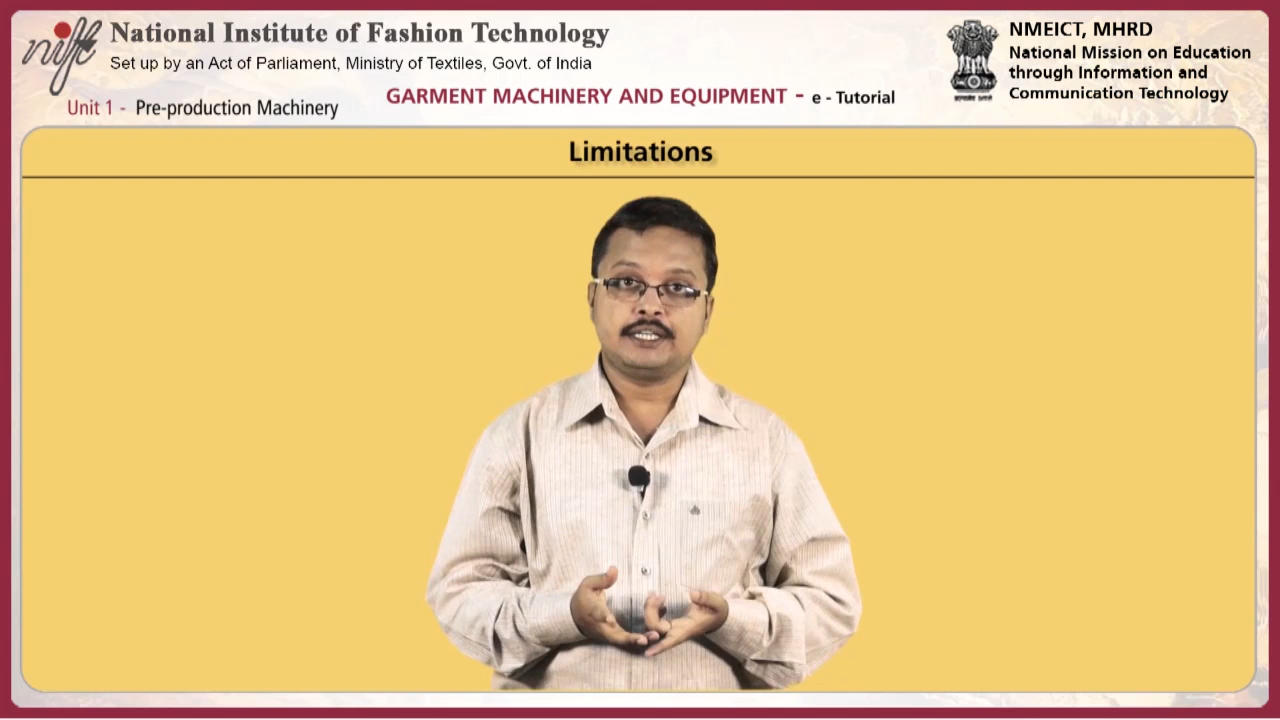 nift
National Institute of Fashion Technology
Set up by an Act of Parliament, Ministry of Textiles, Govt. of India
Unit 1 - Pre-production Machinery
GARMENT MACHINERY AND EQUIPMENT - e - Tutorial
NMEICT, MHRD
National Mission on Education
through Information and
Communication Technology
Limitations